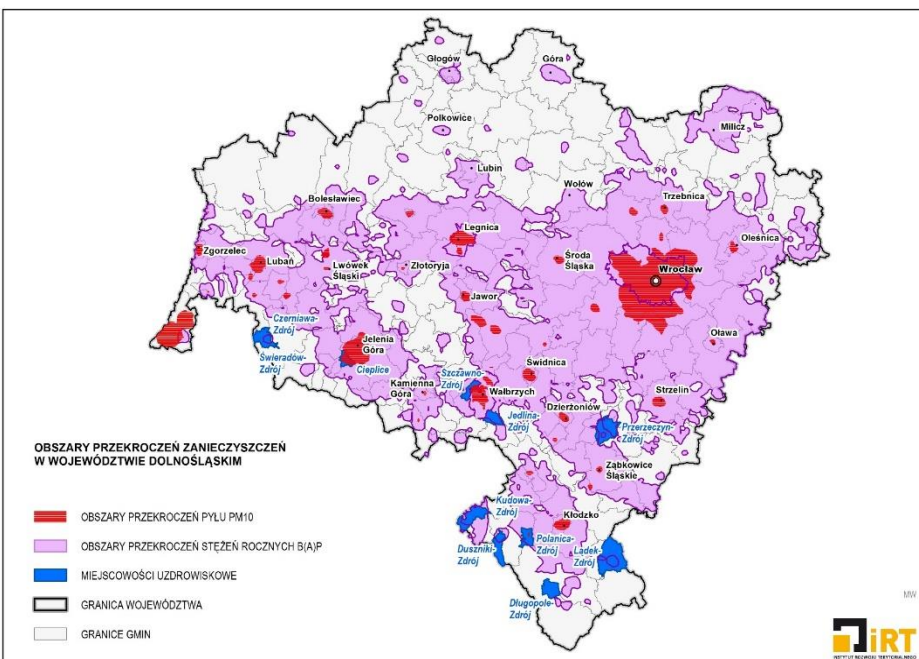 Głogów
Góra
Polkowice
Milicz
Lubin
Wołów
Trzebnica
Bolesławiec
Legnica
Oleśnica
Zgorzelec
Lubań
Lwówek
Śląski
Złotoryja
Środa
Śląska
Wrocław
Jawor
Czerniawa-
Zdrój
Jelenia
Góra
Oława
Świeradów-
Zdrój
Cieplice
Szczawno-
Zdrój
Świdnica
Kamienna
Góra
Wałbrzych
Strzelin
Jedlina-
Zdrój
Dzierżoniów
Przerzeczyn-
Zdrój
Ząbkowice
Śląskie
Kudowa-
Zdrój
Kłodzko
Polanica-
Zdrój
Duszniki-
Zdrój
Lądek-
Zdrój
Długopole-
Zdrój
OBSZARY PRZEKROCZEŃ ZANIECZYSZCZEŃ
W WOJEWÓDZTWIE DOLNOŚLĄSKIM
OBSZARY PRZEKROCZEŃ PYŁU PM10
OBSZARY PRZEKROCZEŃ STĘŻEŃ ROCZNYCH B(A)P
MIEJSCOWOŚCI UZDROWISKOWE
GRANICA WOJEWÓDZTWA
GRANICE GMIN
MW
iRT
INSTYTUT ROZWOJU TERYTORIALNEGO